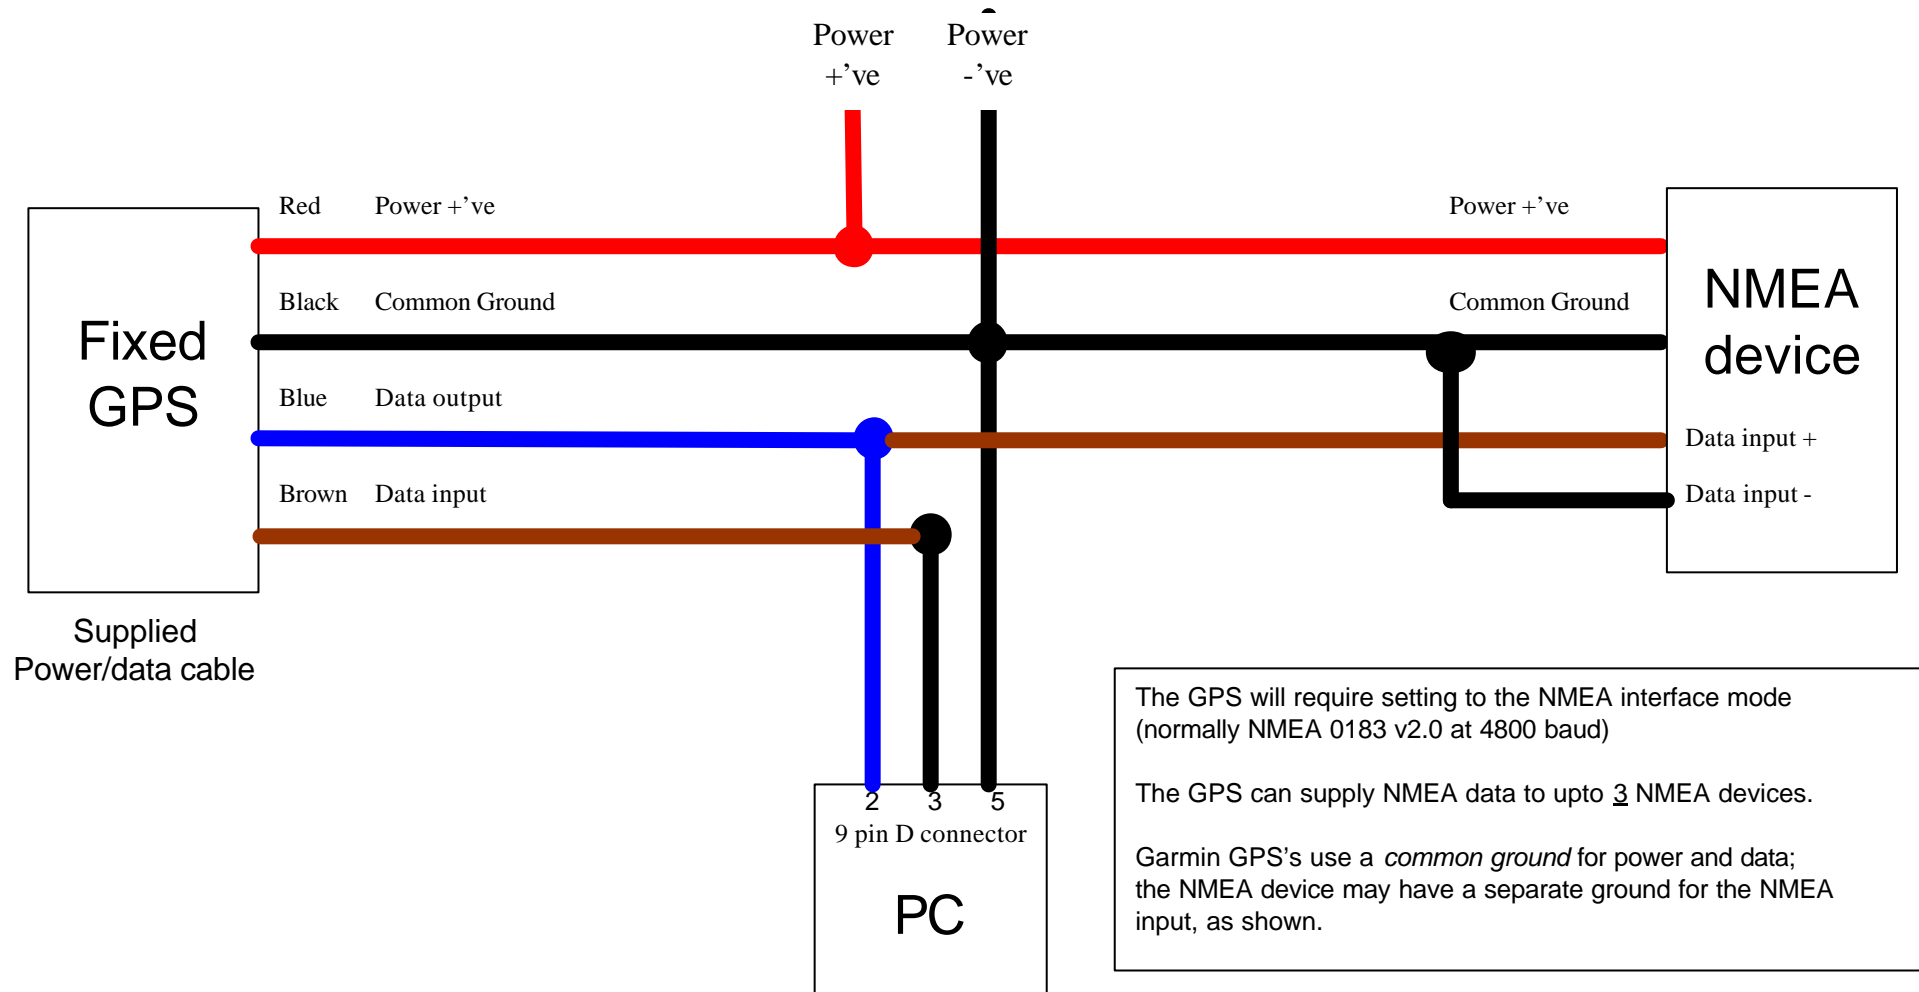 Power
+’ve
Power
-’ve
Red Power +’ve
Power +’ve
Black Common Ground
Common Ground
Fixed
GPS
NMEA
device
Blue Data output
Data input +
Brown Data input
Data input -
Supplied
Power/data cable
2 3 5
9 pin D connector
PC
The GPS will require setting to the NMEA interface mode
(normally NMEA 0183 v2.0 at 4800 baud)
The GPS can supply NMEA data to upto 3 NMEA devices.
Garmin GPS’s use a common ground for power and data;
the NMEA device may have a separate ground for the NMEA
input, as shown.